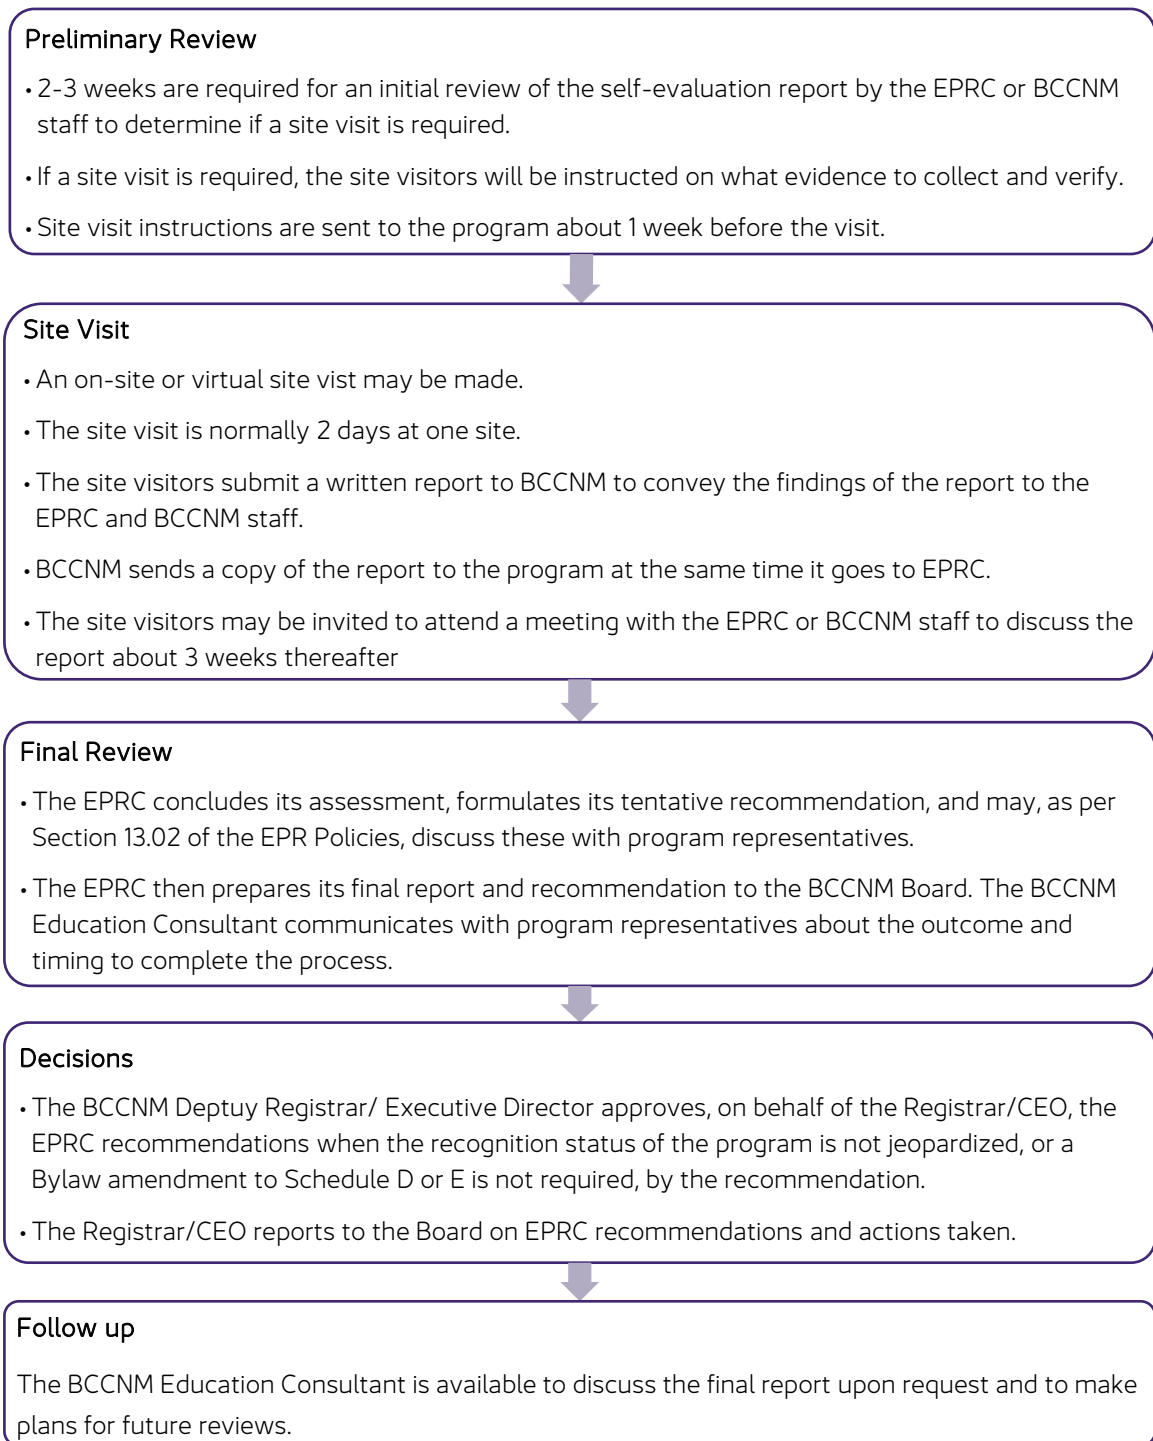 Preliminary Review
• 2-3 weeks are required for an initial review of the self-evaluation report by the EPRC or BCCNM
staff to determine if a site visit is required.
• If a site visit is required, the site visitors will be instructed on what evidence to collect and verify.
• Site visit instructions are sent to the program about 1 week before the visit.
Site Visit
• An on-site or virtual site vist may be made.
• The site visit is normally 2 days at one site.
• The site visitors submit a written report to BCCNM to convey the findings of the report to the
EPRC and BCCNM staff.
• BCCNM sends a copy of the report to the program at the same time it goes to EPRC.
• The site visitors may be invited to attend a meeting with the EPRC or BCCNM staff to discuss the
report about 3 weeks thereafter
Final Review
• The EPRC concludes its assessment, formulates its tentative recommendation, and may, as per
Section 13.02 of the EPR Policies, discuss these with program representatives.
• The EPRC then prepares its final report and recommendation to the BCCNM Board. The BCCNM
Education Consultant communicates with program representatives about the outcome and
timing to complete the process.
Decisions
• The BCCNM Deptuy Registrar/ Executive Director approves, on behalf of the Registrar/CEO, the
EPRC recommendations when the recognition status of the program is not jeopardized, or a
Bylaw amendment to Schedule D or E is not required, by the recommendation.
• The Registrar/CEO reports to the Board on EPRC recommendations and actions taken.
Follow up
The BCCNM Education Consultant is available to discuss the final report upon request and to make
plans for future reviews.